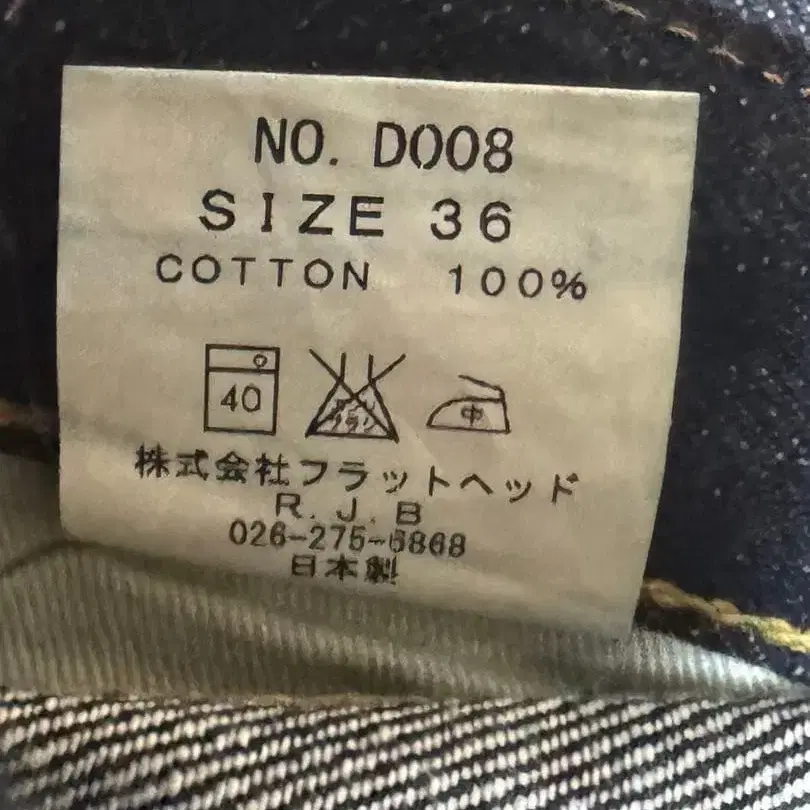 NO. D008
SIZE 36
COTTON 100%
40
中
株式会社フラットヘッド
R.J.B
026-275-6868
日本製